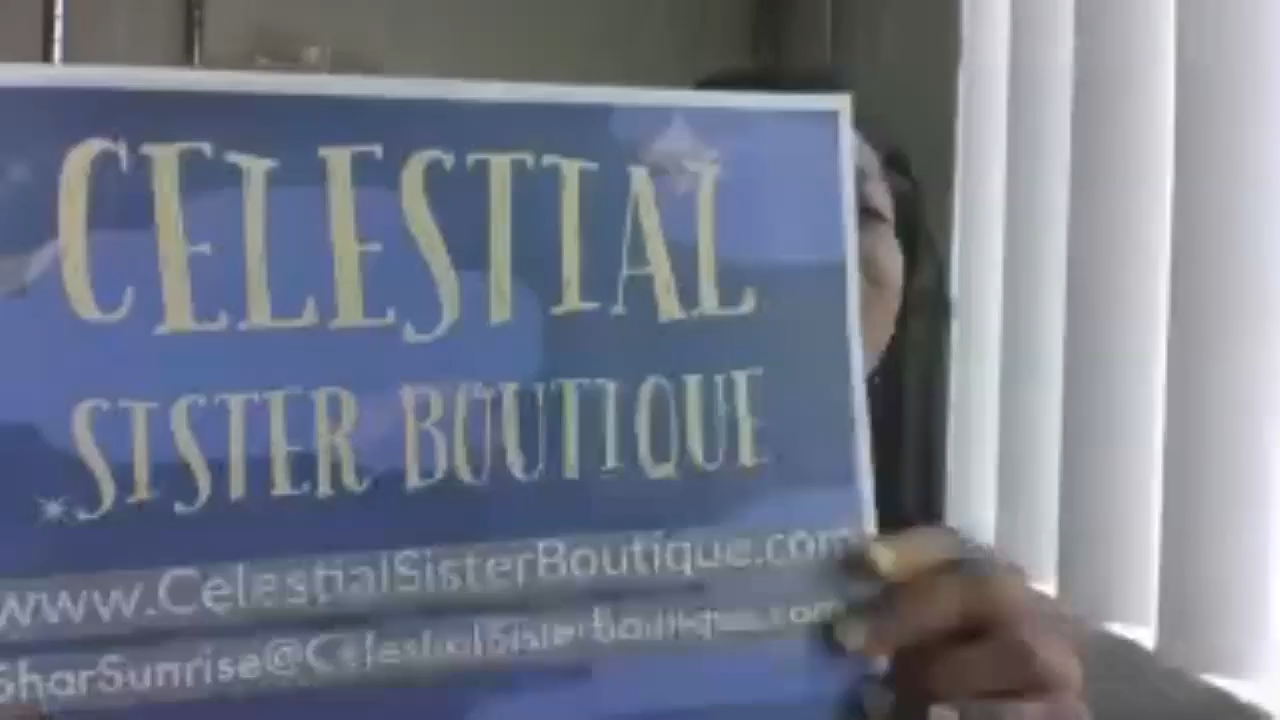 CELESTIAL
SISTER BOUTIQUE
www.CelestialSisterBoutique.com
SharSunrise@CelestialSisterBoutique.com